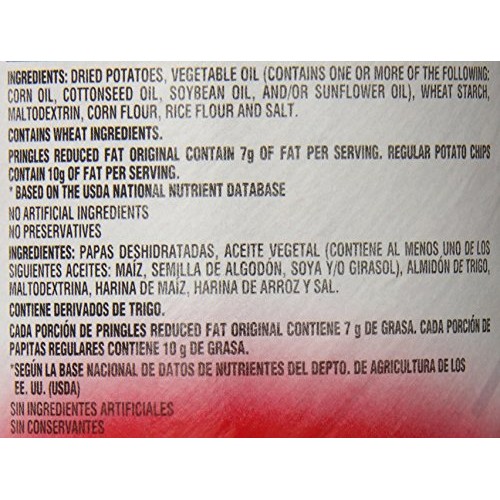 INGREDIENTS: DRIED POTATOES, VEGETABLE OIL (CONTAINS ONE OR MORE OF THE FOLLOWING:
CORN OIL, COTTONSEED OIL, SOYBEAN OIL, AND/OR SUNFLOWER OIL), WHEAT STARCH,
MALTODEXTRIN, CORN FLOUR, RICE FLOUR AND SALT.
CONTAINS WHEAT INGREDIENTS.
PRINGLES REDUCED FAT ORIGINAL CONTAIN 7g OF FAT PER SERVING. REGULAR POTATO CHIPS
CONTAIN 10g OF FAT PER SERVING.
* BASED ON THE USDA NATIONAL NUTRIENT DATABASE
NO ARTIFICIAL INGREDIENTS
NO PRESERVATIVES
INGREDIENTES: PAPAS DESHIDRATADAS, ACEITE VEGETAL (CONTIENE AL MENOS UNO DE LOS
SIGUIENTES ACEITES: MAÍZ, SEMILLA DE ALGODÓN, SOYA Y/O GIRASOL), ALMIDÓN DE TRIGO,
MALTODEXTRINA, HARINA DE MAÍZ, HARINA DE ARROZ Y SAL.
CONTIENE DERIVADOS DE TRIGO.
CADA PORCIÓN DE PRINGLES REDUCED FAT ORIGINAL CONTIENE 7 g DE GRASA. CADA PORCIÓN DE
PAPITAS REGULARES CONTIENE 10 g DE GRASA.
*SEGÚN LA BASE NACIONAL DE DATOS DE NUTRIENTES DEL DEPTO. DE AGRICULTURA DE LOS
EE. UU. (USDA)
SIN INGREDIENTES ARTIFICIALES
SIN CONSERVANTES